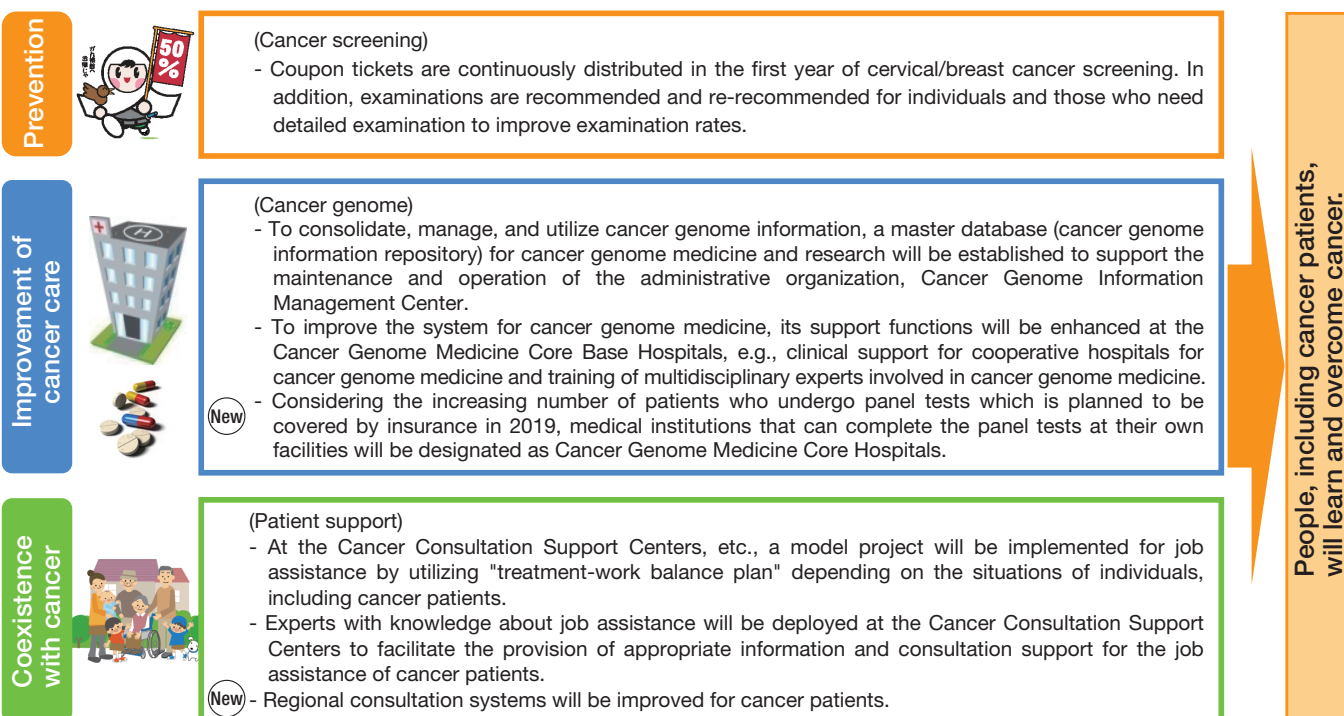 Prevention
50
%
(Cancer screening)
- Coupon tickets are continuously distributed in the first year of cervical/breast cancer screening. In
addition, examinations are recommended and re-recommended for individuals and those who need
detailed examination to improve examination rates.
Improvement of
cancer care
H
(Cancer genome)
- To consolidate, manage, and utilize cancer genome information, a master database (cancer genome
information repository) for cancer genome medicine and research will be established to support the
maintenance and operation of the administrative organization, Cancer Genome Information
Management Center.
- To improve the system for cancer genome medicine, its support functions will be enhanced at the
Cancer Genome Medicine Core Base Hospitals, e.g., clinical support for cooperative hospitals for
cancer genome medicine and training of multidisciplinary experts involved in cancer genome medicine.
New - Considering the increasing number of patients who undergo panel tests which is planned to be
covered by insurance in 2019, medical institutions that can complete the panel tests at their own
facilities will be designated as Cancer Genome Medicine Core Hospitals.
Coexistence
with cancer
(Patient support)
- At the Cancer Consultation Support Centers, etc., a model project will be implemented for job
assistance by utilizing "treatment-work balance plan" depending on the situations of individuals,
including cancer patients.
- Experts with knowledge about job assistance will be deployed at the Cancer Consultation Support
Centers to facilitate the provision of appropriate information and consultation support for the job
assistance of cancer patients.
New - Regional consultation systems will be improved for cancer patients.
People, including cancer patients,
will learn and overcome cancer.